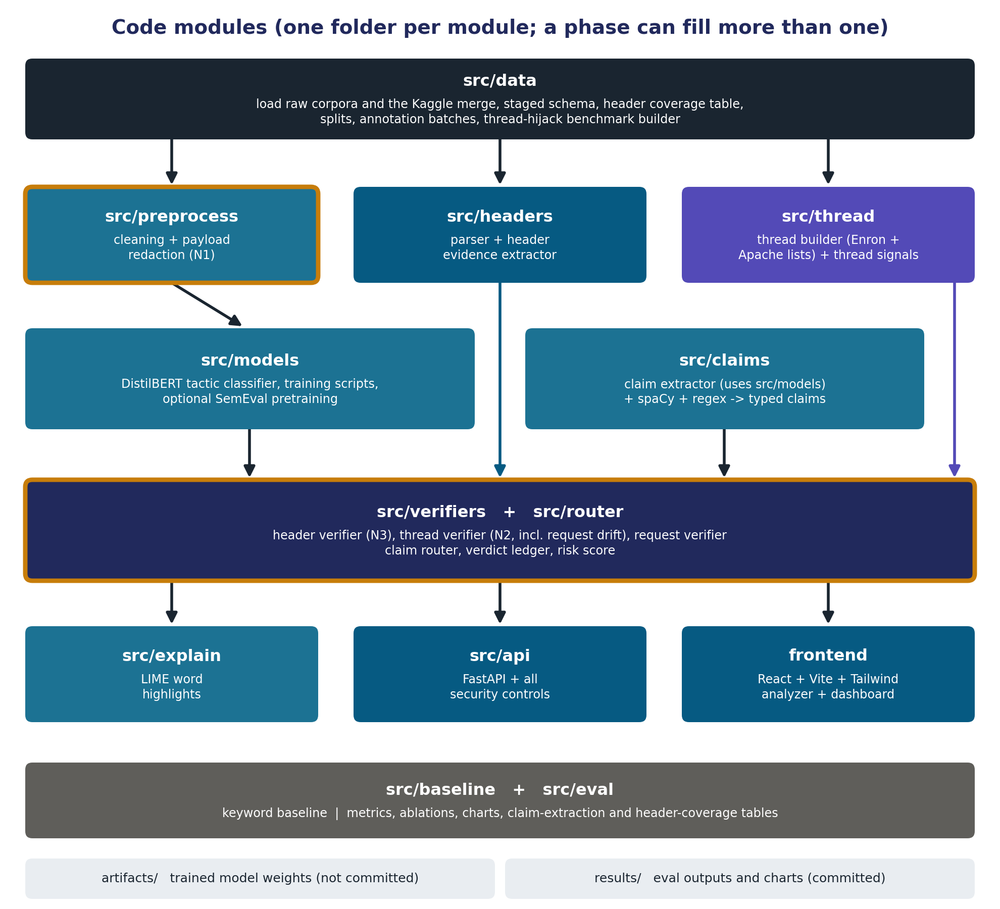 Code modules (one folder per module; a phase can fill more than one)
src/data
load raw corpora and the Kaggle merge, staged schema, header coverage table,
splits, annotation batches, thread-hijack benchmark builder
src/preprocess
cleaning + payload
redaction (N1)
src/headers
parser + header
evidence extractor
src/thread
thread builder (Enron +
Apache lists) + thread signals
src/models
DistilBERT tactic classifier, training scripts,
optional SemEval pretraining
src/claims
claim extractor (uses src/models)
+ spaCy + regex -> typed claims
src/verifiers + src/router
header verifier (N3), thread verifier (N2, incl. request drift), request verifier
claim router, verdict ledger, risk score
src/explain
LIME word
highlights
src/api
FastAPI + all
security controls
frontend
React + Vite + Tailwind
analyzer + dashboard
src/baseline + src/eval
keyword baseline | metrics, ablations, charts, claim-extraction and header-coverage tables
artifacts/ trained model weights (not committed)
results/ eval outputs and charts (committed)